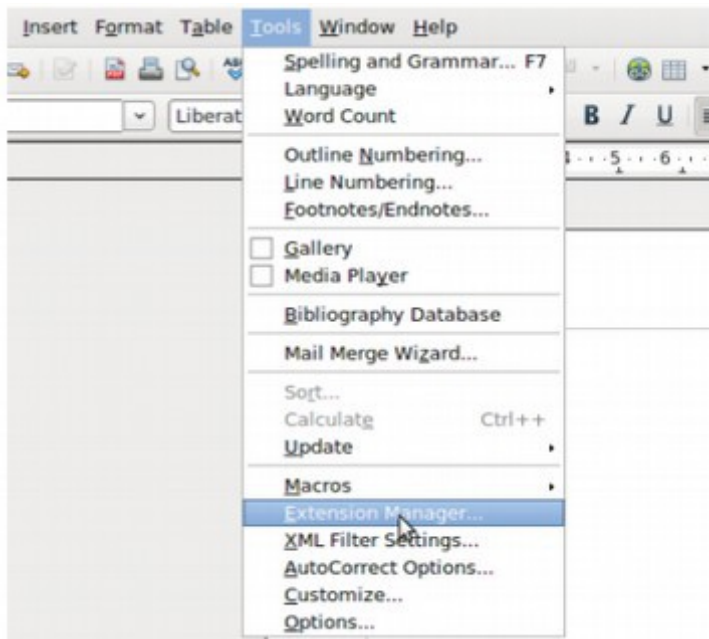 Insert Format Table Tools Window Help
Spelling and Grammar... F7
Language
Word Count
Liberat
B I U
Outline Numbering...
5 6
Line Numbering...
Footnotes/Endnotes...
Gallery
Media Player
Bibliography Database
Mail Merge Wizard...
Sort...
Calculate Ctrl++
Update
Macros
Extension Manager...
XML Filter Settings...
AutoCorrect Options...
Customize...
Options...